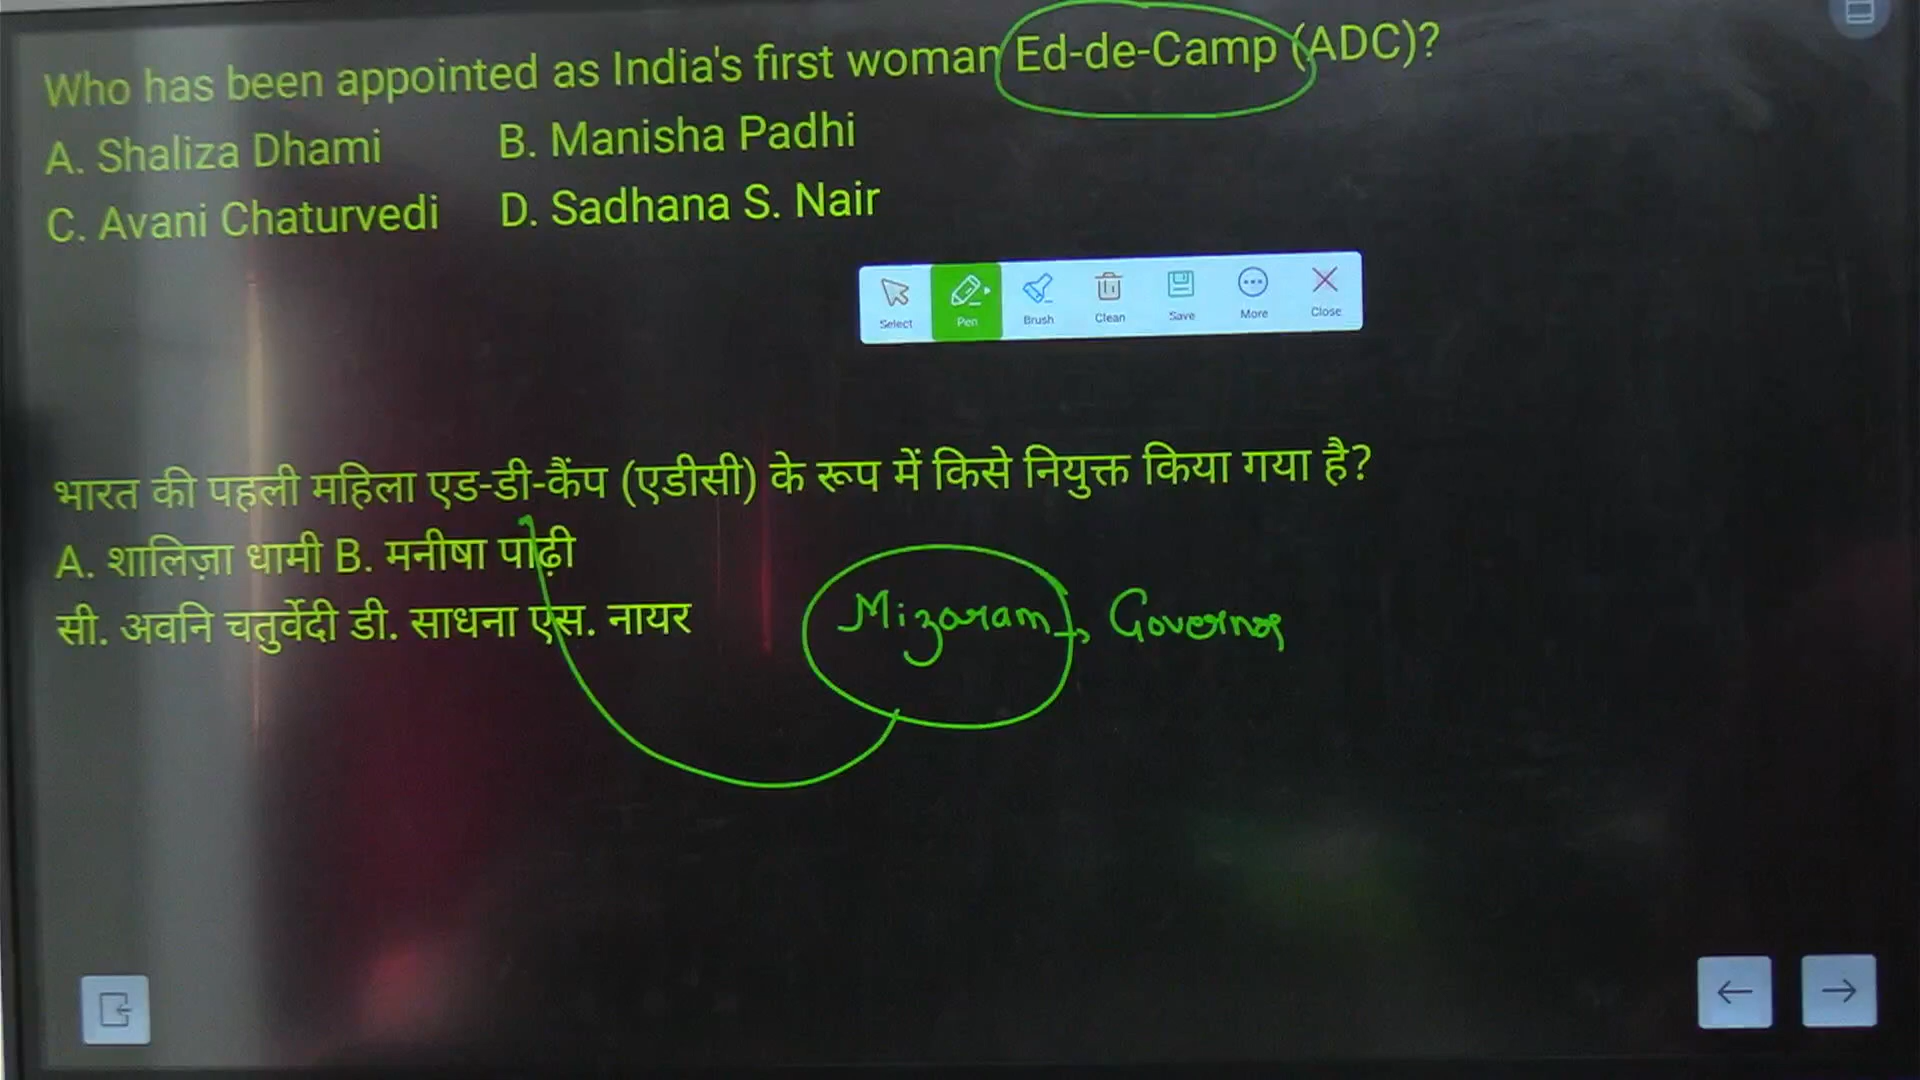 Who has been appointed as India's first woman Ed-de-Camp (ADC)?
A. Shaliza Dhami B. Manisha Padhi
C. Avani Chaturvedi D. Sadhana S. Nair
Select Pen Brush Clean Save More Close
भारत की पहली महिला एड-डी-कैंप (एडीसी) के रूप में किसे नियुक्त किया गया है?
A. शालिज़ा धामी B. मनीषा पाढ़ी
सी. अवनि चतुर्वेदी डी. साधना एस. नायर
Mizoram, Governor